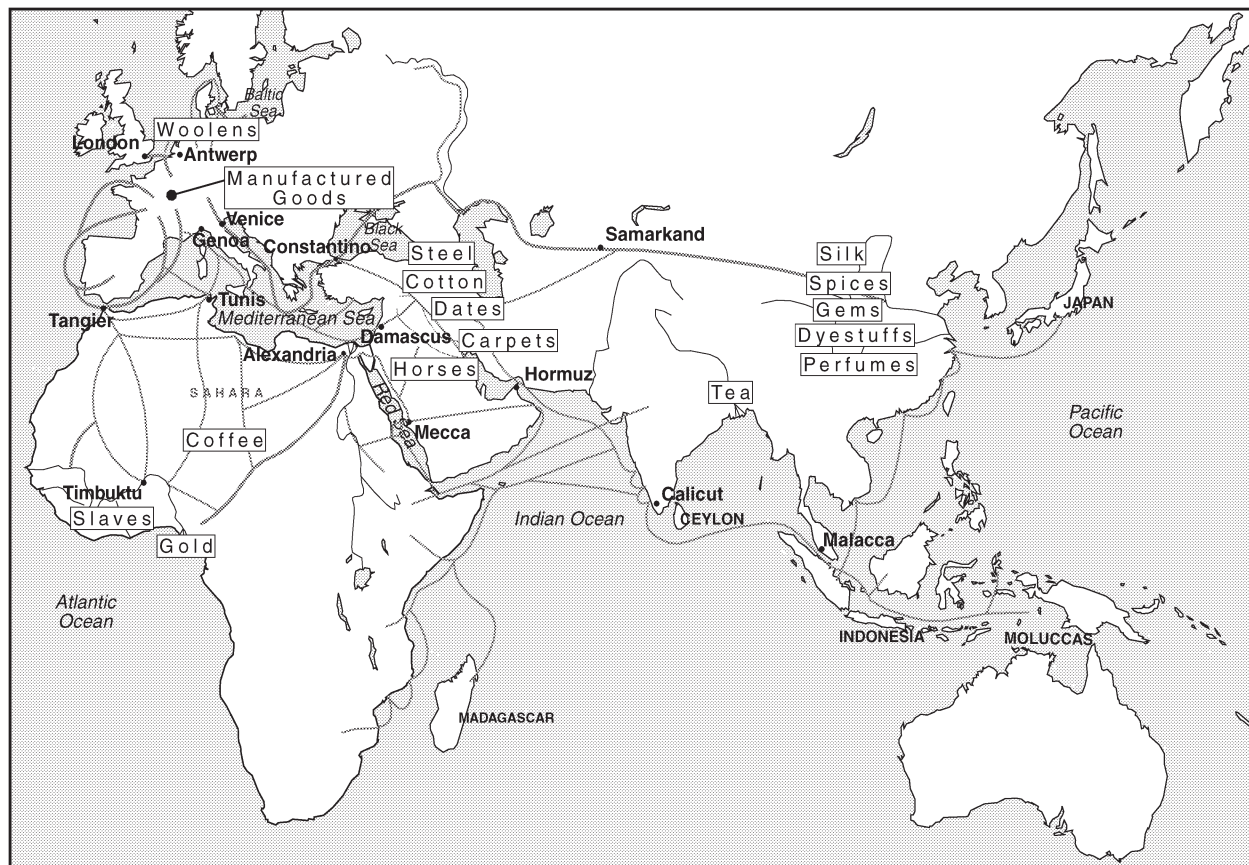 Baltic
Sea
Woolens
London
Antwerp
Manufactured
Goods
Venice
Genoa
Constantino
Black
Sea
Samarkand
Steel
Silk
Cotton
Spices
Tunis
Dates
Gems
JAPAN
Tangier
Mediterranean Sea
Damascus
Carpets
Dyestuffs
Alexandria
Horses
Hormuz
Perfumes
SAHARA
Red Sea
Tea
Mecca
Pacific
Ocean
Coffee
Timbuktu
Calicut
Slaves
Indian Ocean
CEYLON
Gold
Malacca
Atlantic
Ocean
INDONESIA
MOLUCCAS
MADAGASCAR